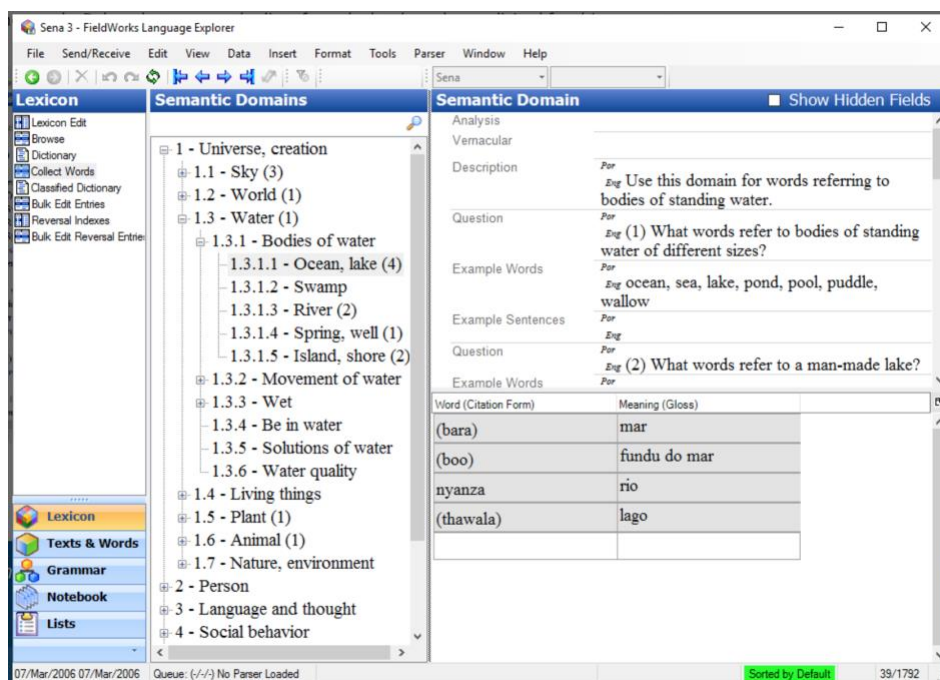 Sena 3 - FieldWorks Language Explorer
File Send/Receive Edit View Data Insert Format Tools Parser Window Help
Sena
Lexicon
Lexicon Edit
Browse
Dictionary
Collect Words
Classified Dictionary
Bulk Edit Entries
Reversal Indexes
Bulk Edit Reversal Entrie
Lexicon
Texts & Words
Grammar
Notebook
Lists
Semantic Domains
1 - Universe, creation
1.1 - Sky (3)
1.2 - World (1)
1.3 - Water (1)
1.3.1 - Bodies of water
1.3.1.1 - Ocean, lake (4)
1.3.1.2 - Swamp
1.3.1.3 - River (2)
1.3.1.4 - Spring, well (1)
1.3.1.5 - Island, shore (2)
1.3.2 - Movement of water
1.3.3 - Wet
1.3.4 - Be in water
1.3.5 - Solutions of water
1.3.6 - Water quality
1.4 - Living things
1.5 - Plant (1)
1.6 - Animal (1)
1.7 - Nature, environment
2 - Person
3 - Language and thought
4 - Social behavior
Semantic Domain Show Hidden Fields
Analysis
Vernacular
Description Por
Eng Use this domain for words referring to
bodies of standing water.
Question Por
Eng (1) What words refer to bodies of standing
water of different sizes?
Example Words Por
Eng ocean, sea, lake, pond, pool, puddle,
wallow
Example Sentences Por
Eng
Question Por
Eng (2) What words refer to a man-made lake?
Example Words Por
Word (Citation Form) Meaning (Gloss)
(bara) mar
(boo) fundu do mar
nyanza rio
(thawala) lago
07/Mar/2006 07/Mar/2006 Queue: (-/-/-) No Parser Loaded Sorted by Default 39/1792